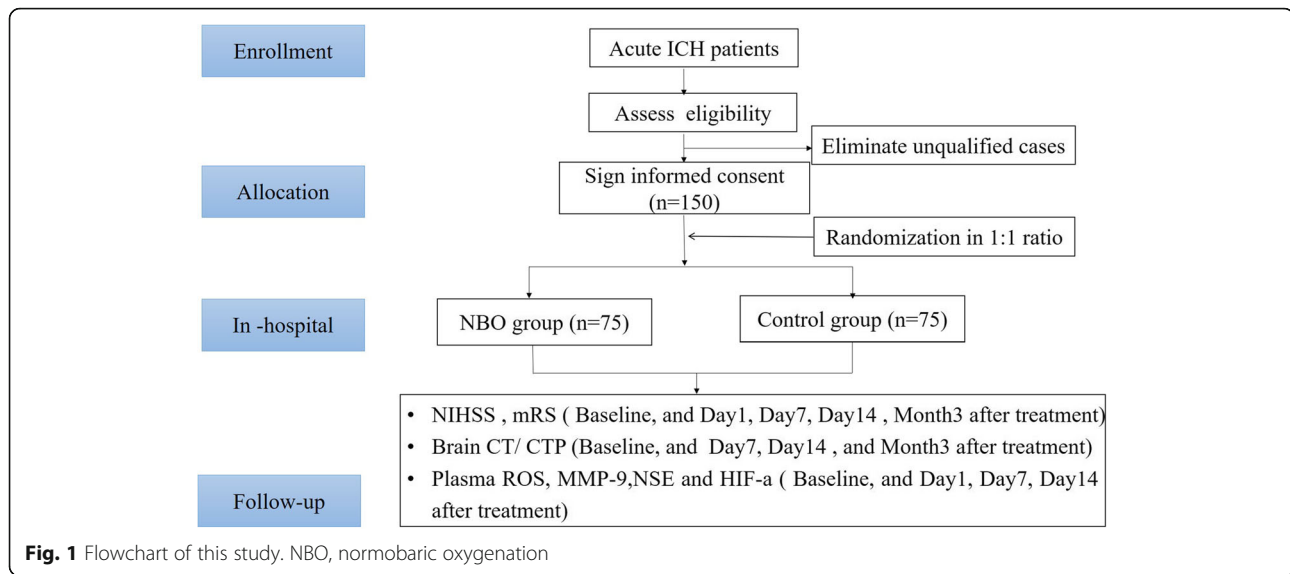 Enrollment
Acute ICH patients
Assess eligibility
Eliminate unqualified cases
Allocation
Sign informed consent
(n=150)
Randomization in 1:1 ratio
In -hospital
NBO group (n=75)
Control group (n=75)
• NIHSS , mRS ( Baseline, and Day1, Day7, Day14 , Month3 after treatment)
• Brain CT/ CTP (Baseline, and Day7, Day14 , and Month3 after treatment)
• Plasma ROS, MMP-9,NSE and HIF-a ( Baseline, and Day1, Day7, Day14
after treatment)
Follow-up
Fig. 1 Flowchart of this study. NBO, normobaric oxygenation